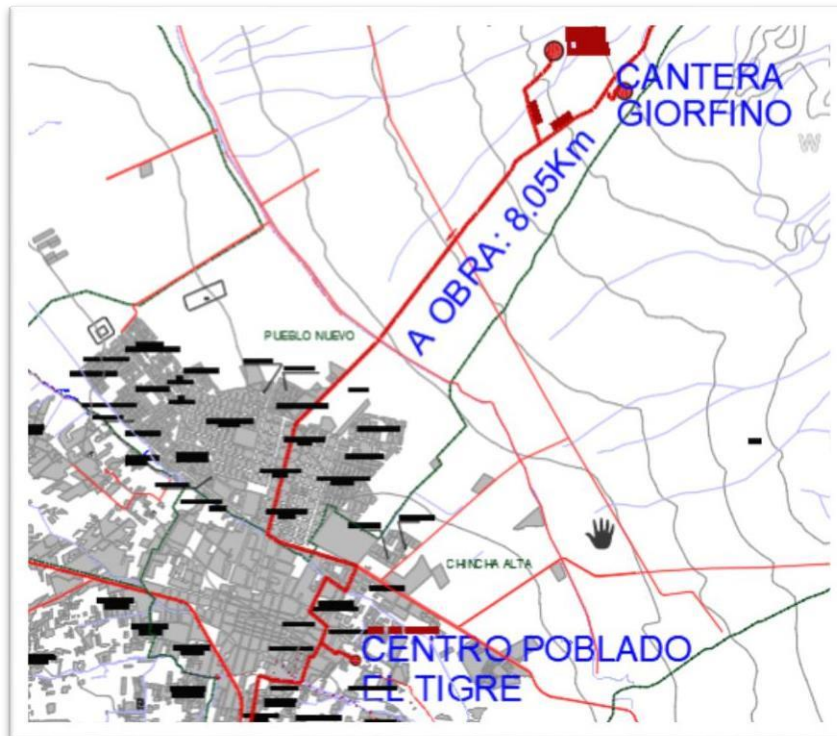 CANTERA
GIORFINO
W
A OBRA: 8.05Km
PUEBLO NUEVO
CHINCHA ALTA
CENTRO POBLADO
EL TIGRE